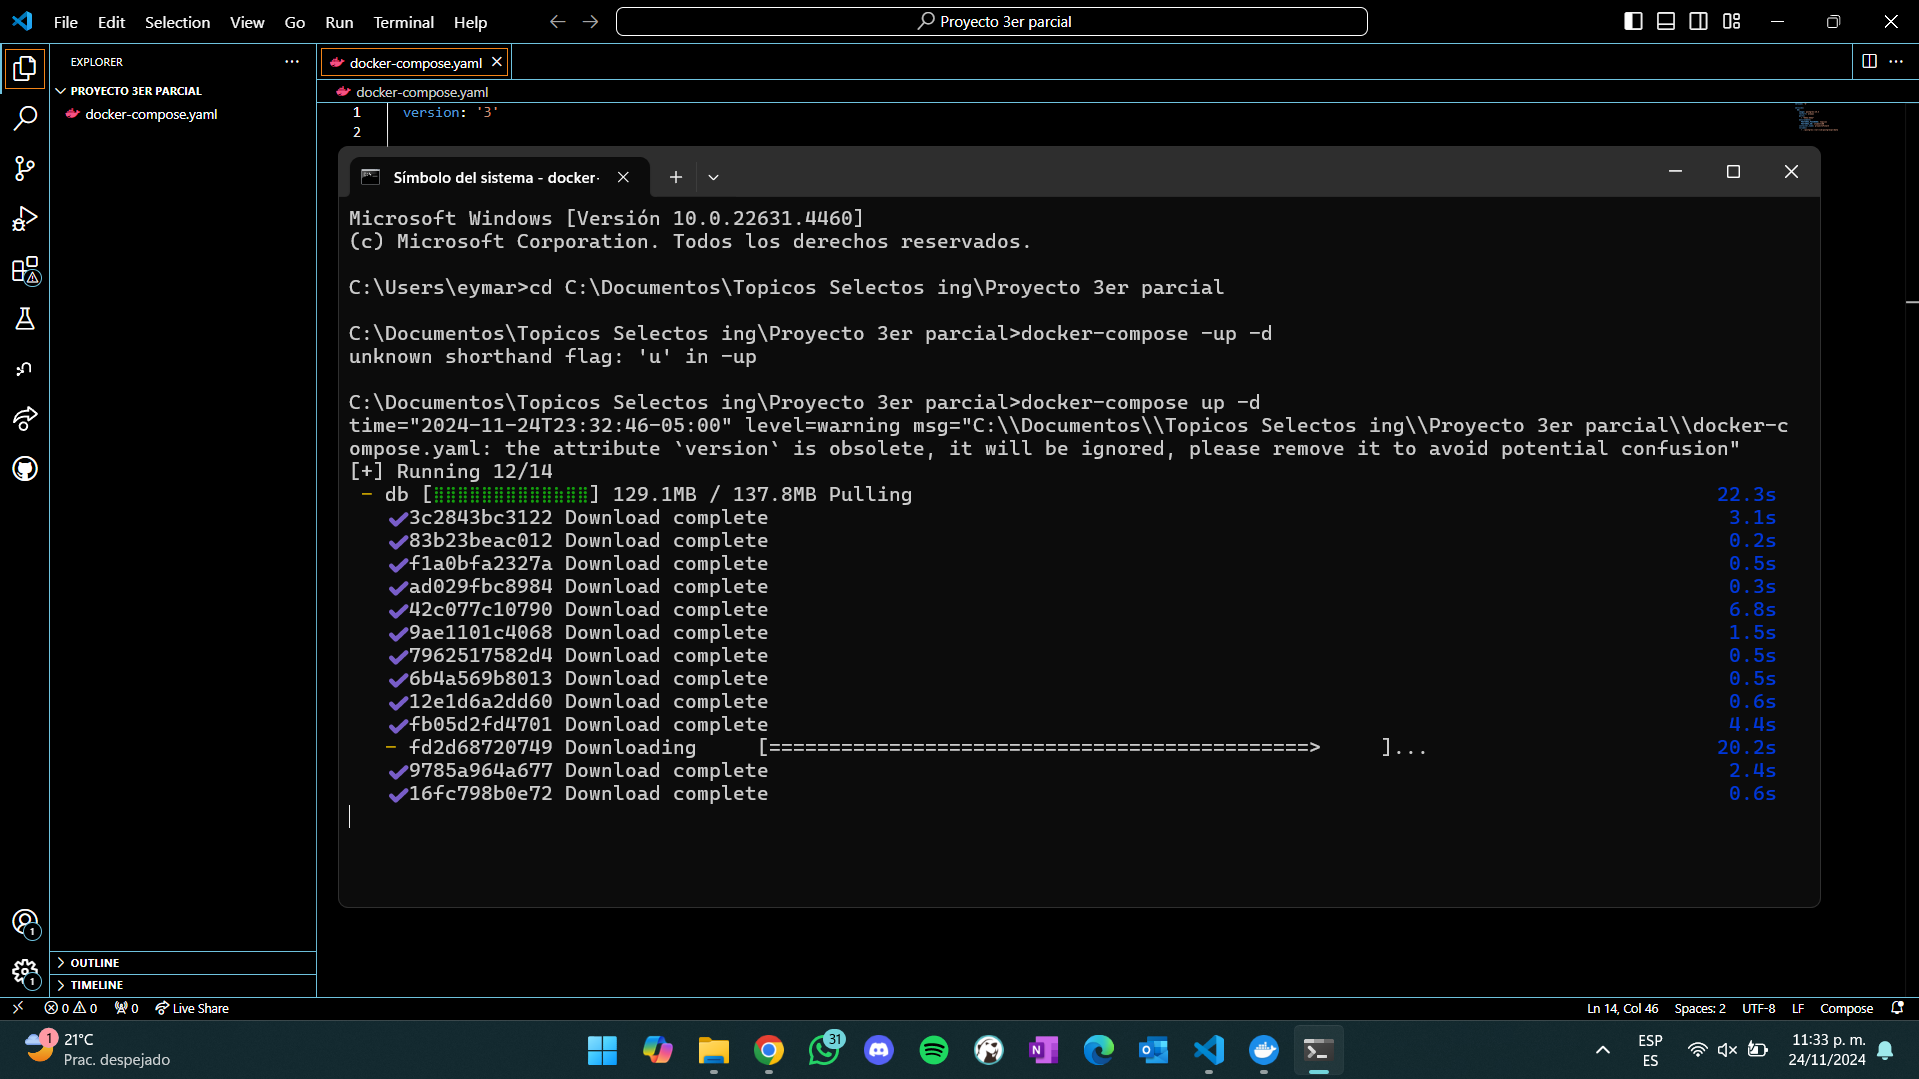 File Edit Selection View Go Run Terminal Help
Proyecto 3er parcial
EXPLORER
docker-compose.yaml
PROYECTO 3ER PARCIAL
docker-compose.yaml
docker-compose.yaml
1 version: '3'
2
Símbolo del sistema - docker-
Microsoft Windows [Versión 10.0.22631.4460]
(c) Microsoft Corporation. Todos los derechos reservados.
C:\Users\eymar>cd C:\Documentos\Topicos Selectos ing\Proyecto 3er parcial
C:\Documentos\Topicos Selectos ing\Proyecto 3er parcial>docker-compose -up -d
unknown shorthand flag: 'u' in -up
C:\Documentos\Topicos Selectos ing\Proyecto 3er parcial>docker-compose up -d
time="2024-11-24T23:32:46-05:00" level=warning msg="C:\\Documentos\\Topicos Selectos ing\\Proyecto 3er parcial\\docker-c
ompose.yaml: the attribute `version` is obsolete, it will be ignored, please remove it to avoid potential confusion"
[+] Running 12/14
- db [⣿⣿⣿⣿⣿⣿⣿⣿⣿⣿⣷⣿⣿] 129.1MB / 137.8MB Pulling 22.3s
✔3c2843bc3122 Download complete 3.1s
✔83b23beac012 Download complete 0.2s
✔f1a0bfa2327a Download complete 0.5s
✔ad029fbc8984 Download complete 0.3s
✔42c077c10790 Download complete 6.8s
✔9ae1101c4068 Download complete 1.5s
✔7962517582d4 Download complete 0.5s
✔6b4a569b8013 Download complete 0.5s
✔12e1d6a2dd60 Download complete 0.6s
✔fb05d2fd4701 Download complete 4.4s
- fd2d68720749 Downloading [=============================================>     ]... 20.2s
✔9785a964a677 Download complete 2.4s
✔16fc798b0e72 Download complete 0.6s
1
OUTLINE
1
TIMELINE
0 0 0 Live Share
Ln 14, Col 46 Spaces: 2 UTF-8 LF Compose
1 21°C
Prac. despejado
31
ESP
ES
11:33 p. m.
24/11/2024